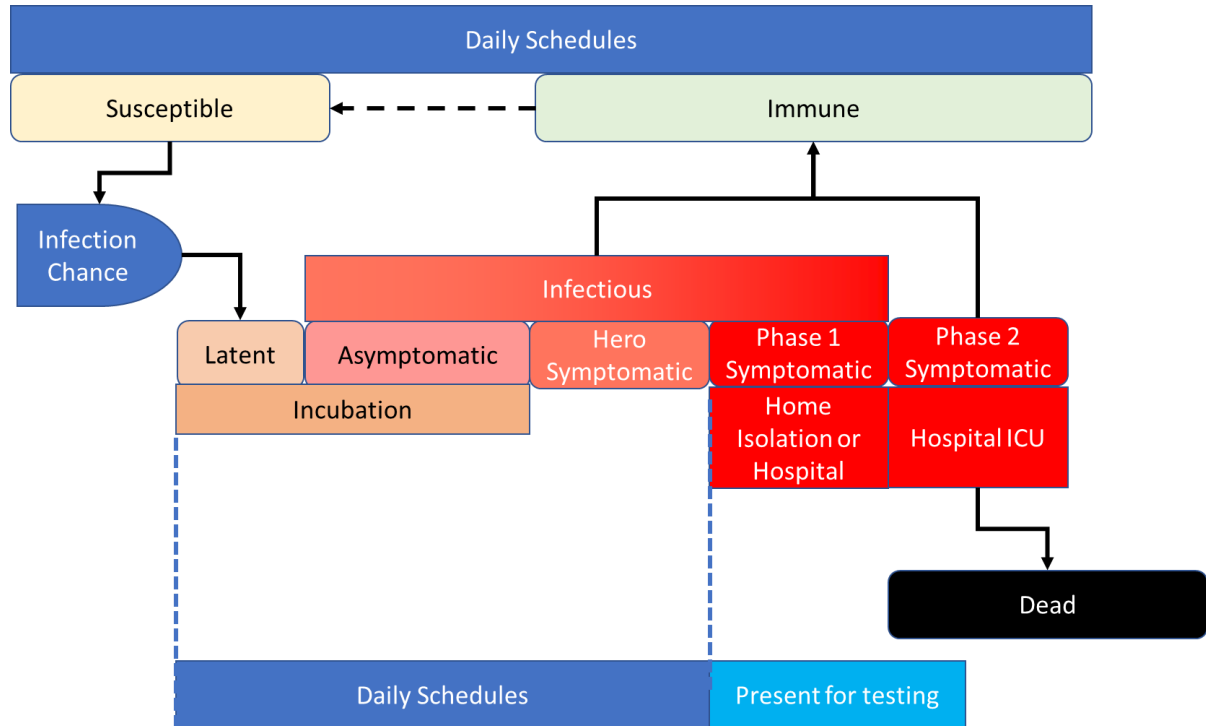 Daily Schedules
Susceptible
Immune
Infection
Chance
Infectious
Latent
Asymptomatic
Hero
Symptomatic
Phase 1
Symptomatic
Phase 2
Symptomatic
Incubation
Home
Isolation or
Hospital
Hospital ICU
Dead
Daily Schedules
Present for testing